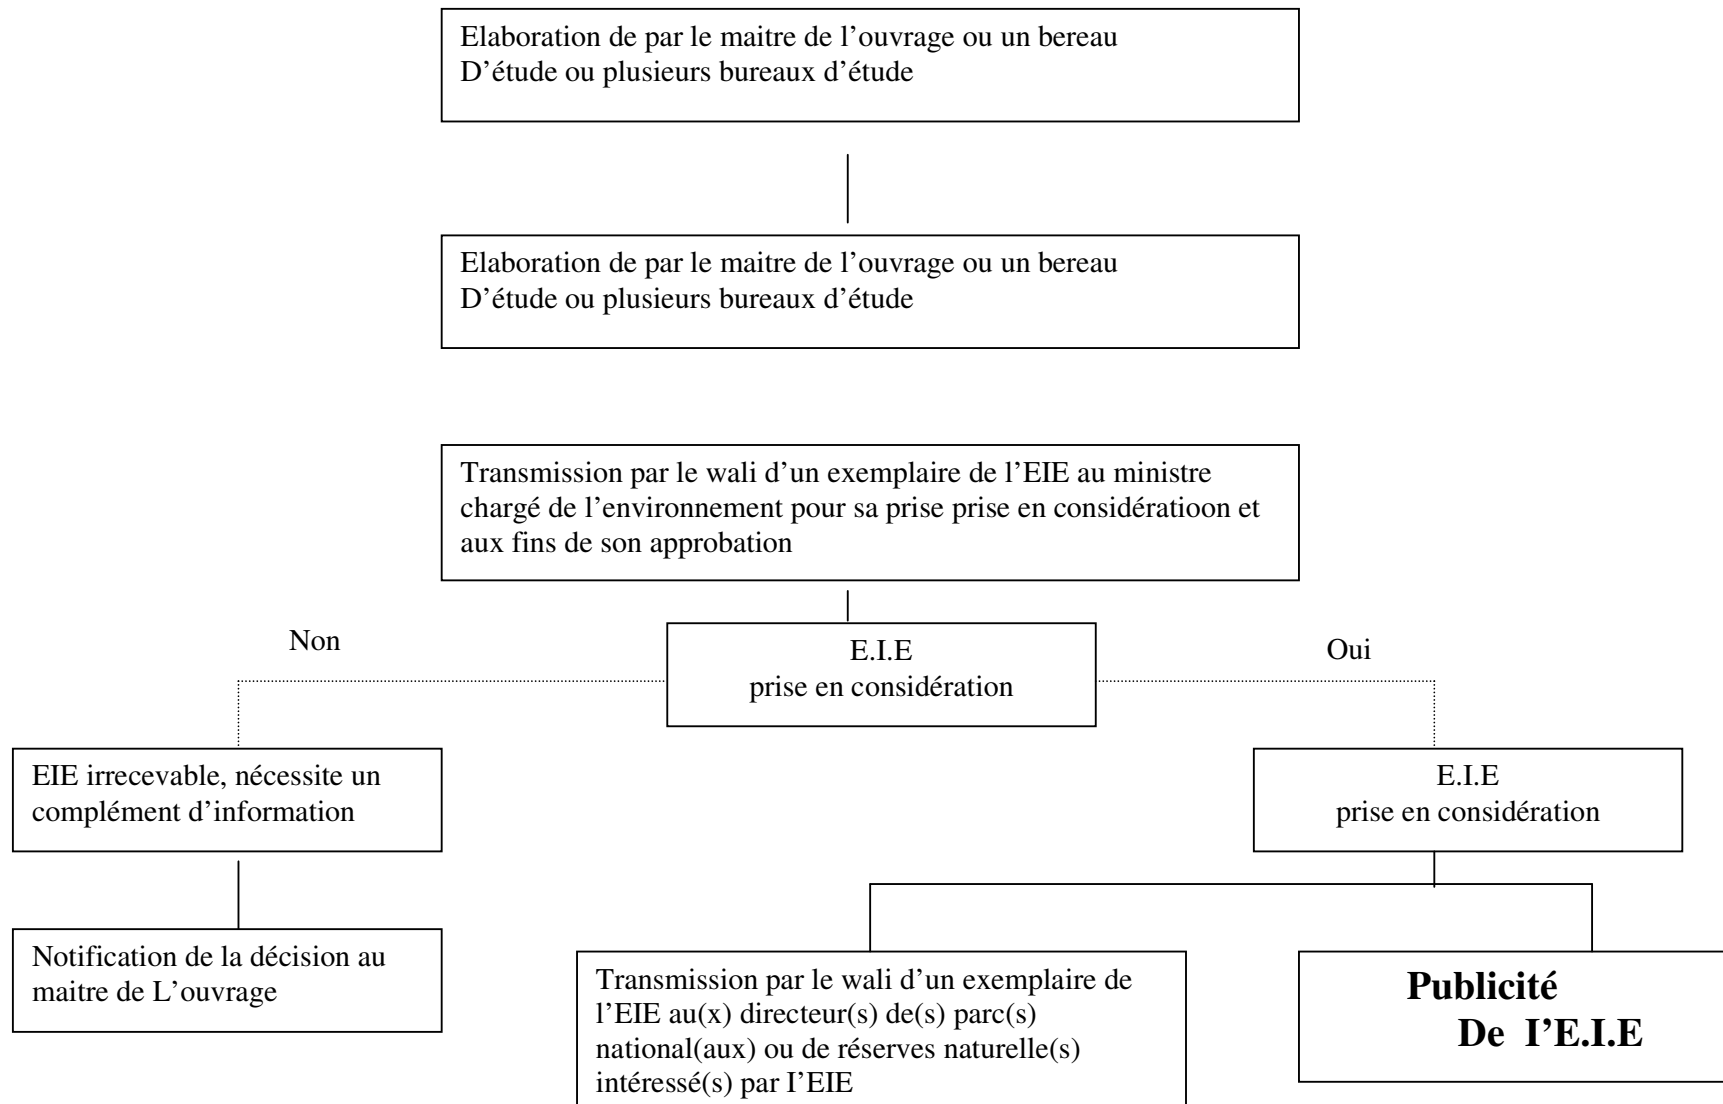 Elaboration de par le maitre de l’ouvrage ou un bereau
D’étude ou plusieurs bureaux d’étude
Elaboration de par le maitre de l’ouvrage ou un bereau
D’étude ou plusieurs bureaux d’étude
Transmission par le wali d’un exemplaire de l’EIE au ministre
chargé de l’environnement pour sa prise prise en considératioon et
aux fins de son approbation
Non
E.I.E
prise en considération
Oui
EIE irrecevable, nécessite un
complément d’information
E.I.E
prise en considération
Notification de la décision au
maitre de L’ouvrage
Transmission par le wali d’un exemplaire de
l’EIE au(x) directeur(s) de(s) parc(s)
national(aux) ou de réserves naturelle(s)
intéressé(s) par I’EIE
Publicité
De I’E.I.E